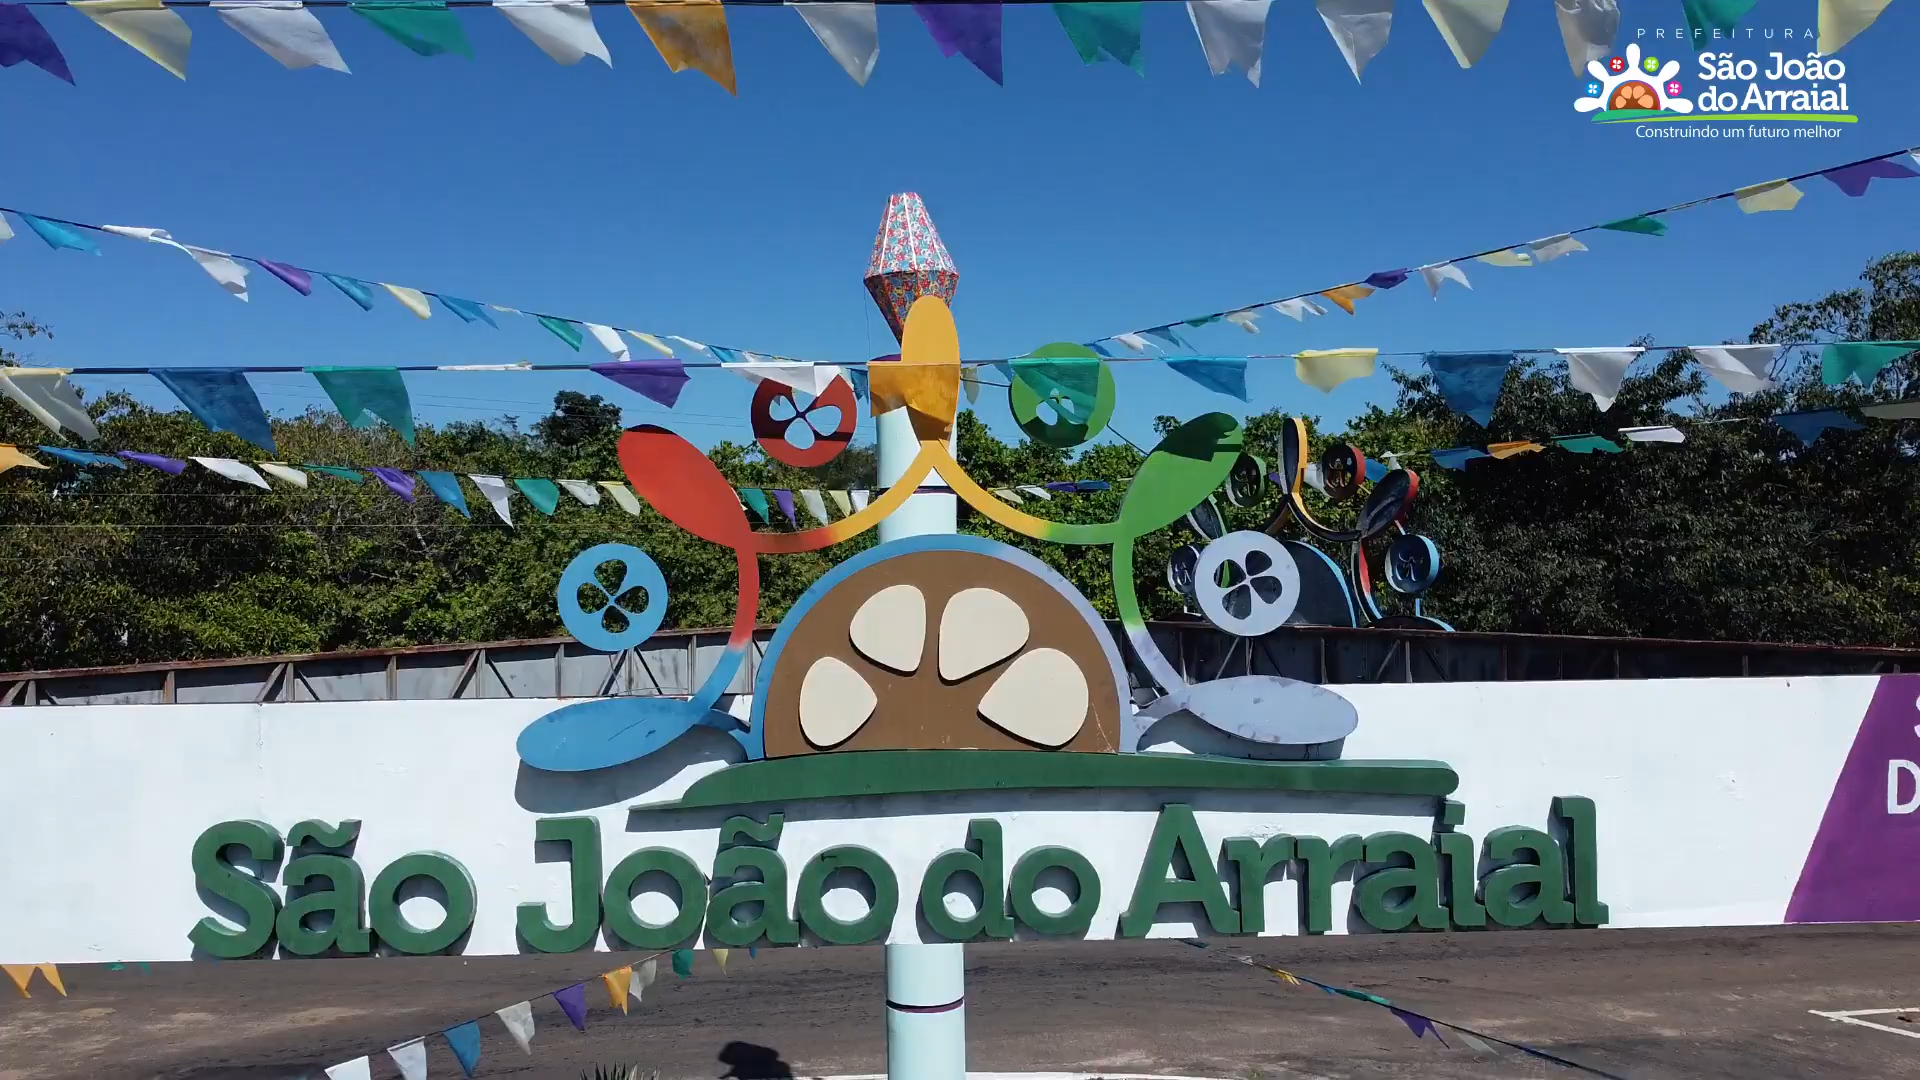 PREFEITURA
São João
do Arraial
Construindo um futuro melhor
São João do Arraial